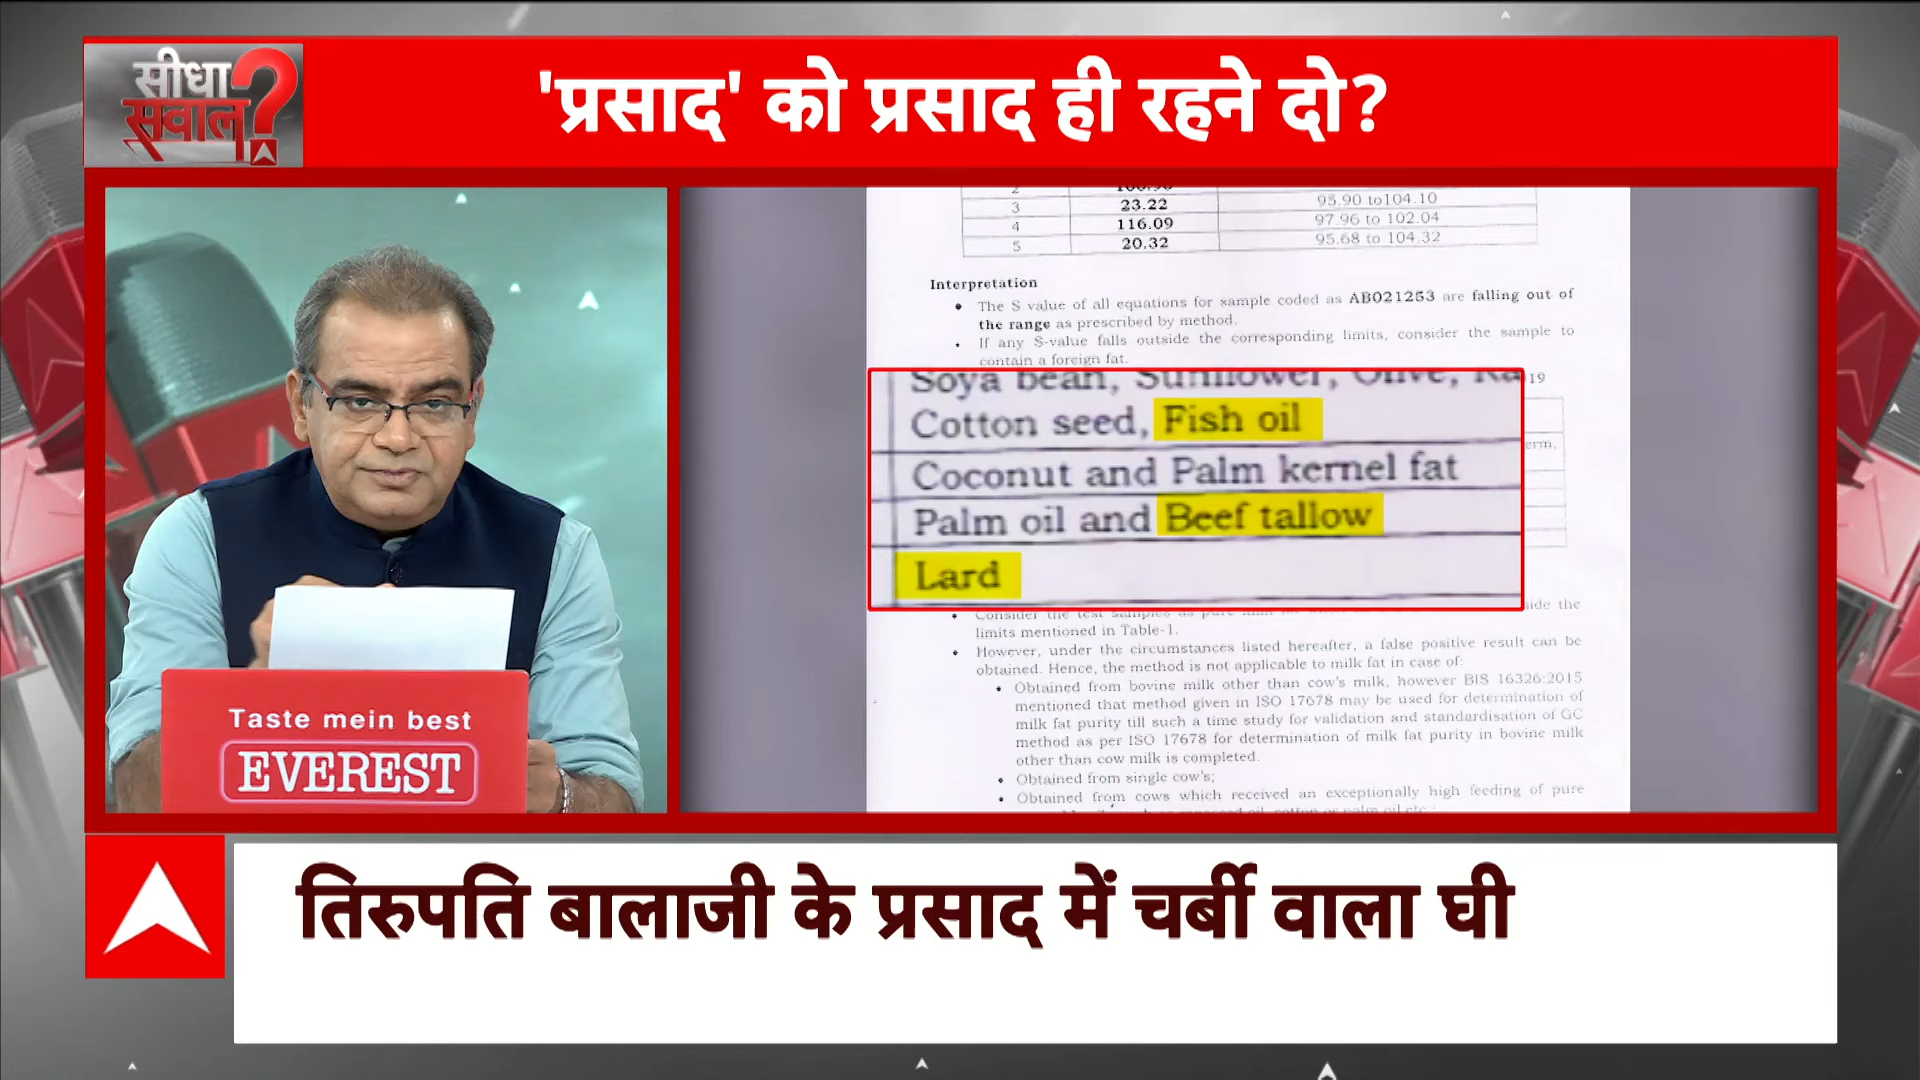 सीधा
सवाल?
'प्रसाद' को प्रसाद ही रहने दो?
3 23.22 95.90 to104.10
4 116.09 97.96 to 102.04
5 20.32 95.68 to 104.32
Interpretation
• The S value of all equations for sample coded as AB021253 are falling out of
the range as prescribed by method.
• If any S-value falls outside the corresponding limits, consider the sample to
contain a foreign fat.
19
Soya bean, Sunflower, Olive,
Cotton seed, Fish oil
Coconut and Palm kernel fat
Palm oil and Beef tallow
Lard
limits mentioned in Table-1.
• However, under the circumstances listed hereafter, a false positive result can be
obtained. Hence, the method is not applicable to milk fat in case of:
• Obtained from bovine milk other than cow's milk, however BIS 16326:2015
mentioned that method given in ISO 17678 may be used for determination of
milk fat purity till such a time study for validation and standardisation of GC
method as per ISO 17678 for determination of milk fat purity in bovine milk
other than cow milk is completed.
• Obtained from single cow's;
• Obtained from cows which received an exceptionally high feeding of pure
Taste mein best
EVEREST
तिरुपति बालाजी के प्रसाद में चर्बी वाला घी